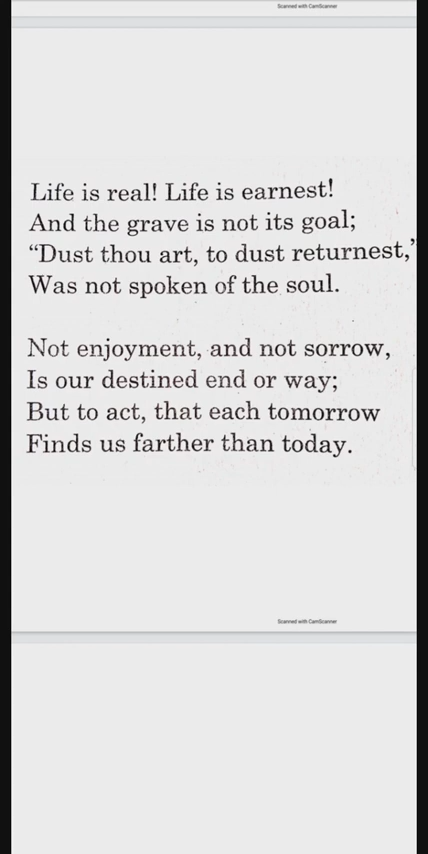 Scanned with CamScanner
Life is real! Life is earnest!
And the grave is not its goal;
“Dust thou art, to dust returnest,”
Was not spoken of the soul.
Not enjoyment, and not sorrow,
Is our destined end or way;
But to act, that each tomorrow
Finds us farther than today.
Scanned with CamScanner